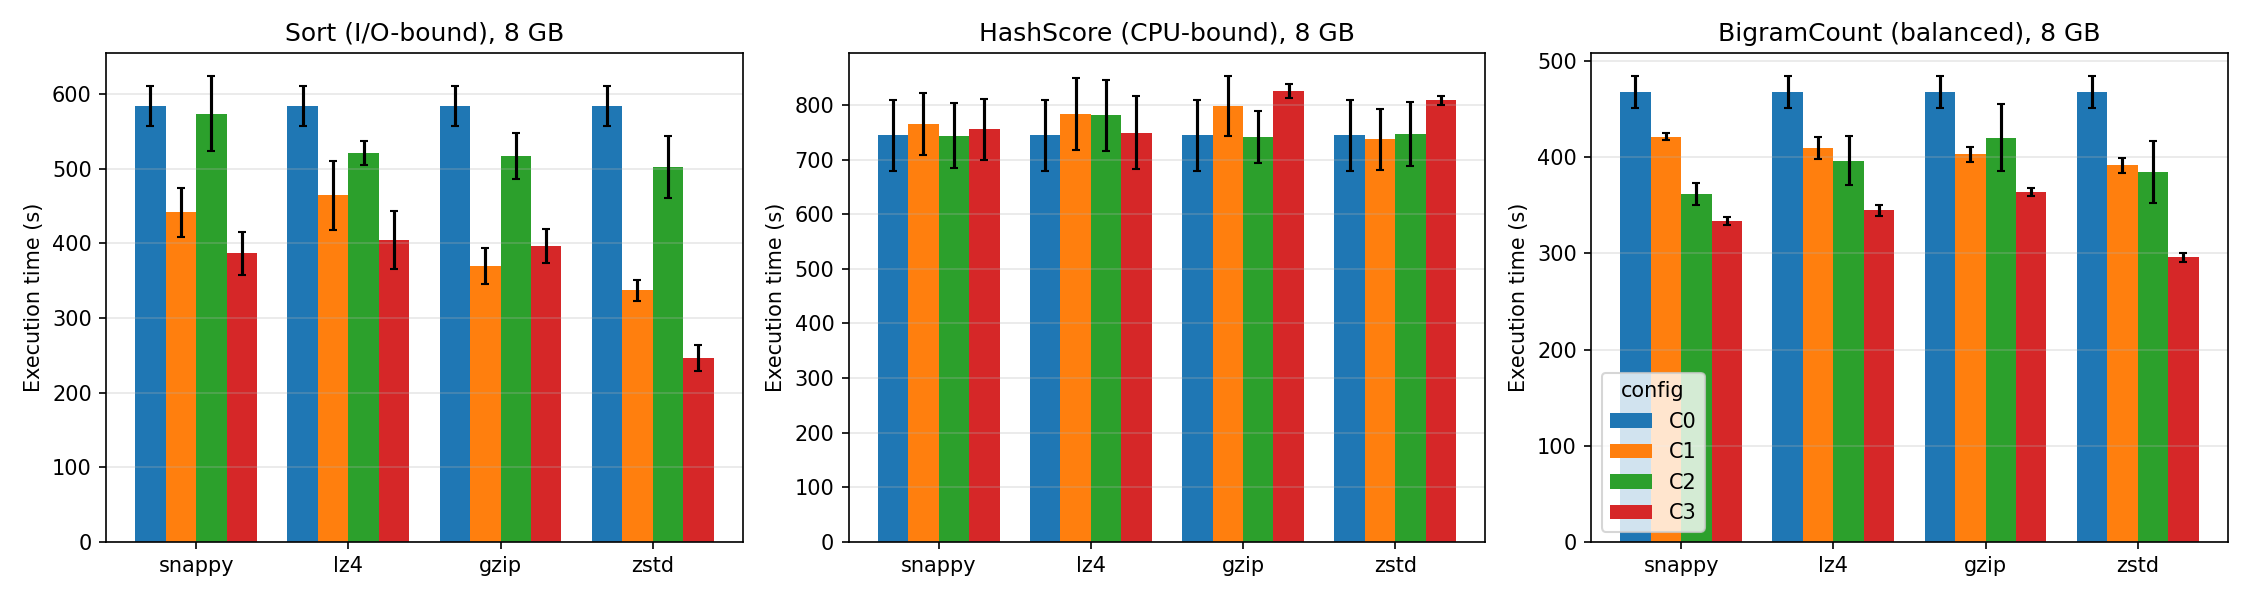 Sort (I/O-bound), 8 GB
Execution time (s)
600
500
400
300
200
100
0
snappy
lz4
gzip
zstd
HashScore (CPU-bound), 8 GB
Execution time (s)
800
700
600
500
400
300
200
100
0
snappy
lz4
gzip
zstd
BigramCount (balanced), 8 GB
Execution time (s)
500
400
300
200
100
0
config
C0
C1
C2
C3
snappy
lz4
gzip
zstd